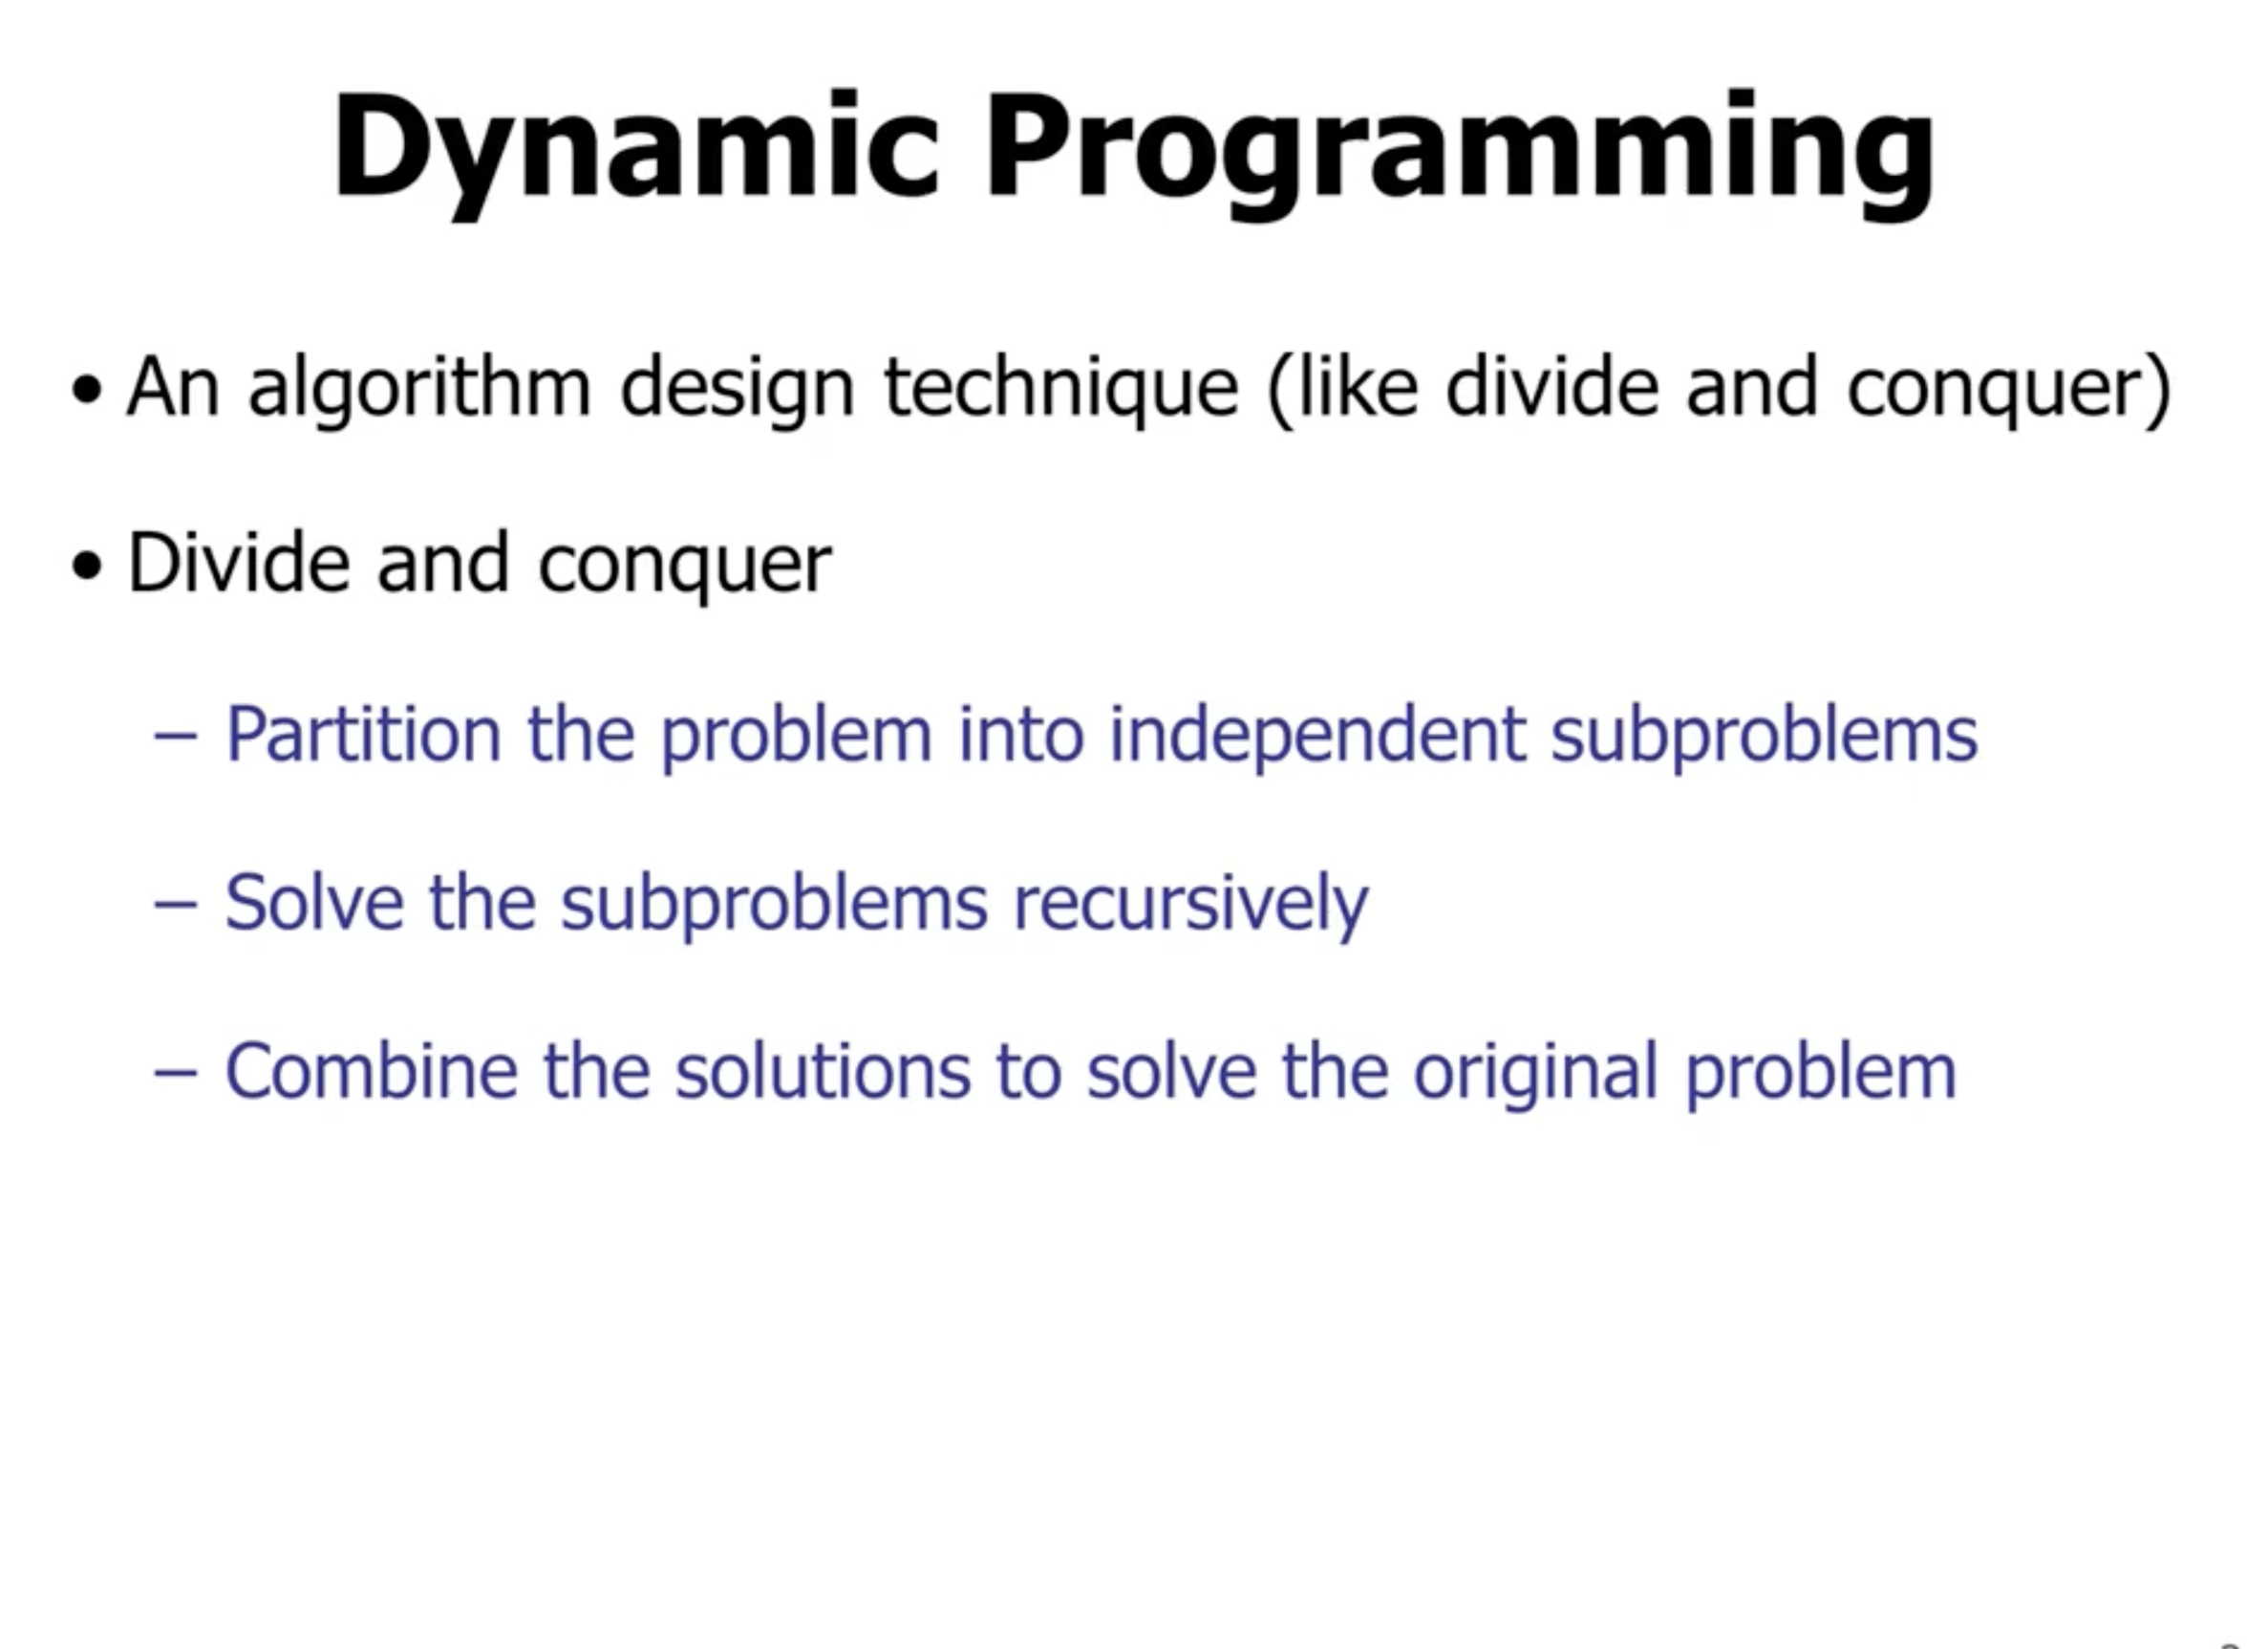 Dynamic Programming
• An algorithm design technique (like divide and conquer)
• Divide and conquer
– Partition the problem into independent subproblems
– Solve the subproblems recursively
– Combine the solutions to solve the original problem